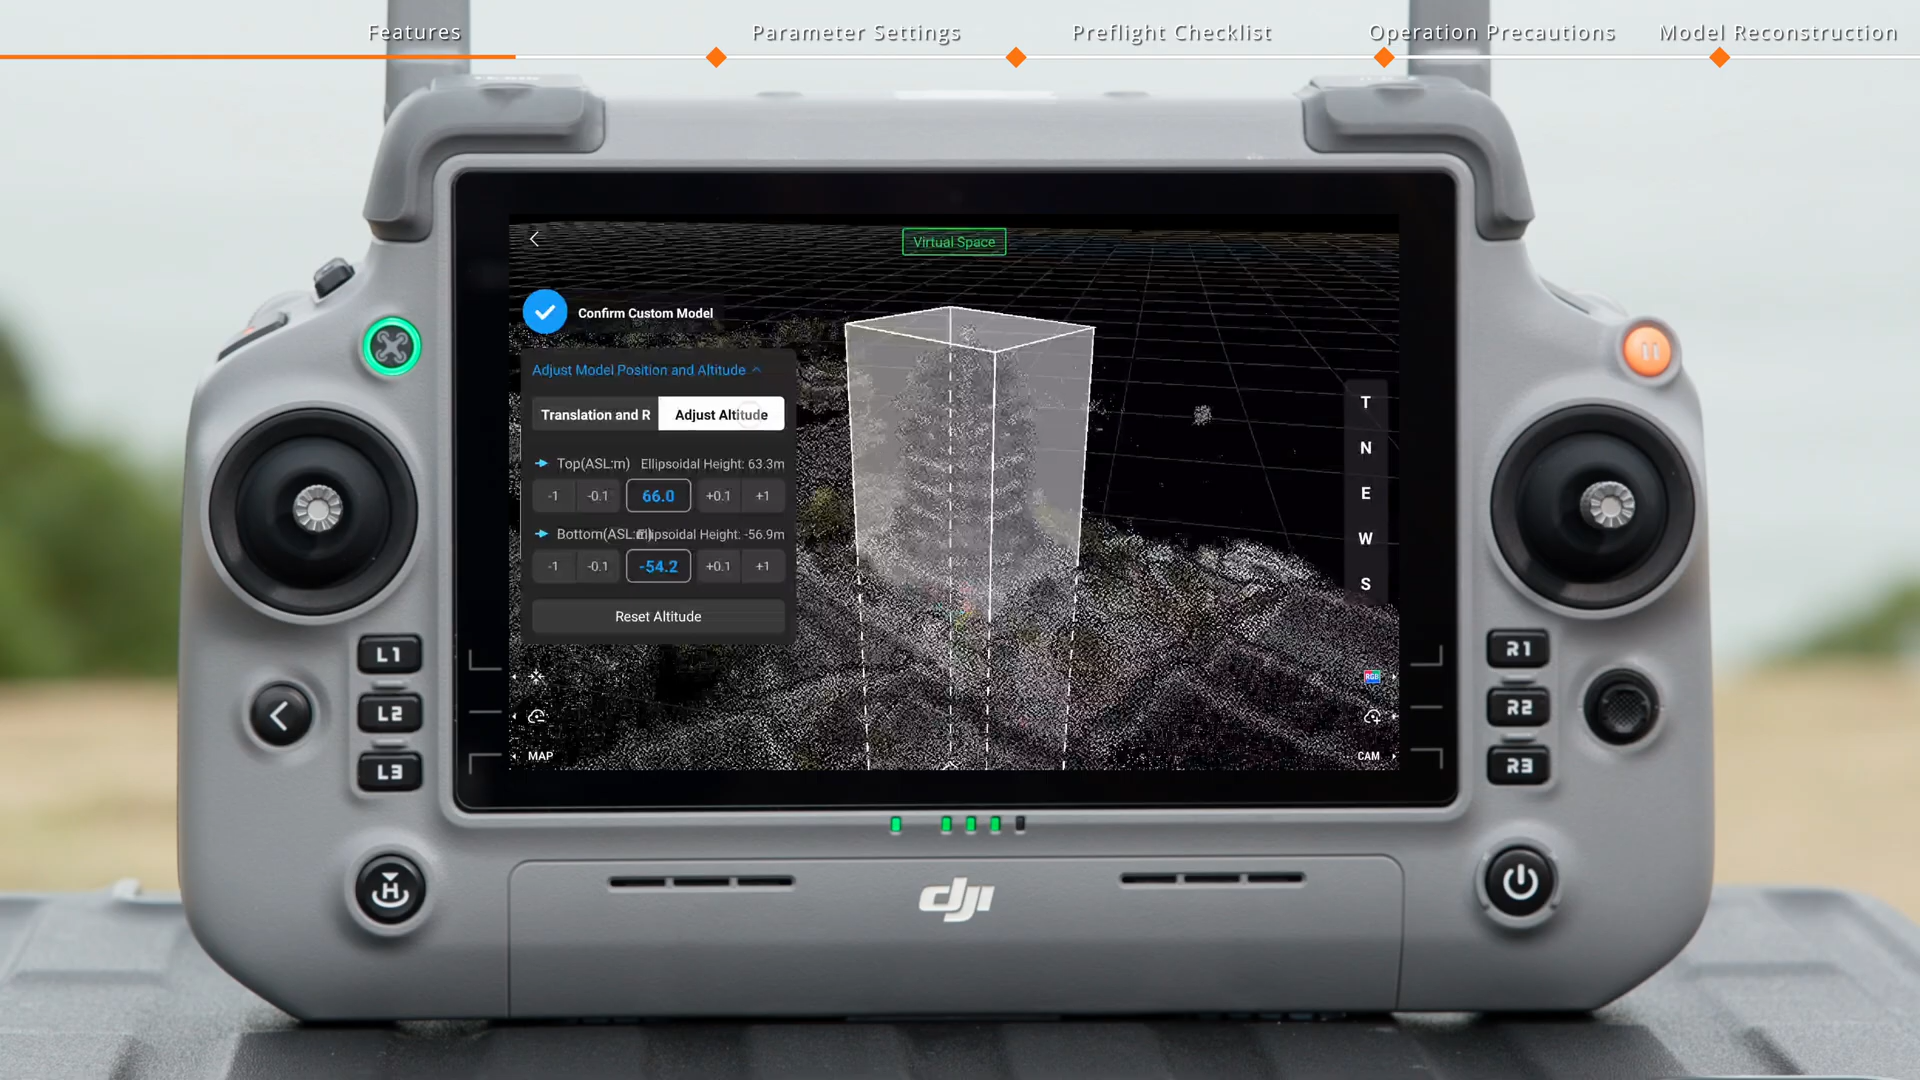 Features
Parameter Settings
Preflight Checklist
Operation Precautions
Model Reconstruction
Virtual Space
Confirm Custom Model
Adjust Model Position and Altitude
Translation and R
Adjust Altitude
Top(ASL:m) Ellipsoidal Height: 63.3m
-1 -0.1 66.0 +0.1 +1
Bottom(ASL:m) Ellipsoidal Height: -56.9m
-1 -0.1 -54.2 +0.1 +1
Reset Altitude
T
N
E
W
S
RGB
MAP
CAM
L1
L2
L3
R1
R2
R3
H
dji